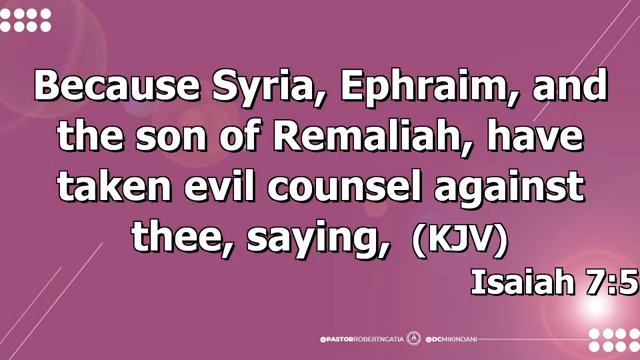 Because Syria, Ephraim, and
the son of Remaliah, have
taken evil counsel against
thee, saying, (KJV)
Isaiah 7:5
@PASTORROBERTNGATIA @DCMIKINDANI